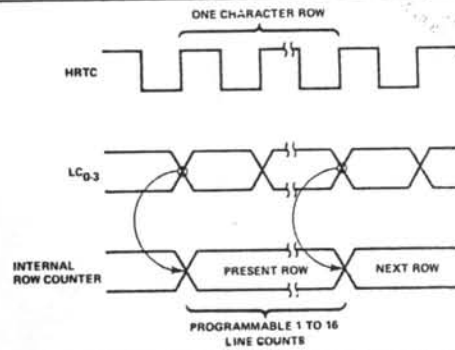 ONE CHARACTER ROW
HRTC
LC0-3
INTERNAL
ROW COUNTER
PRESENT ROW
NEXT ROW
PROGRAMMABLE 1 TO 16
LINE COUNTS